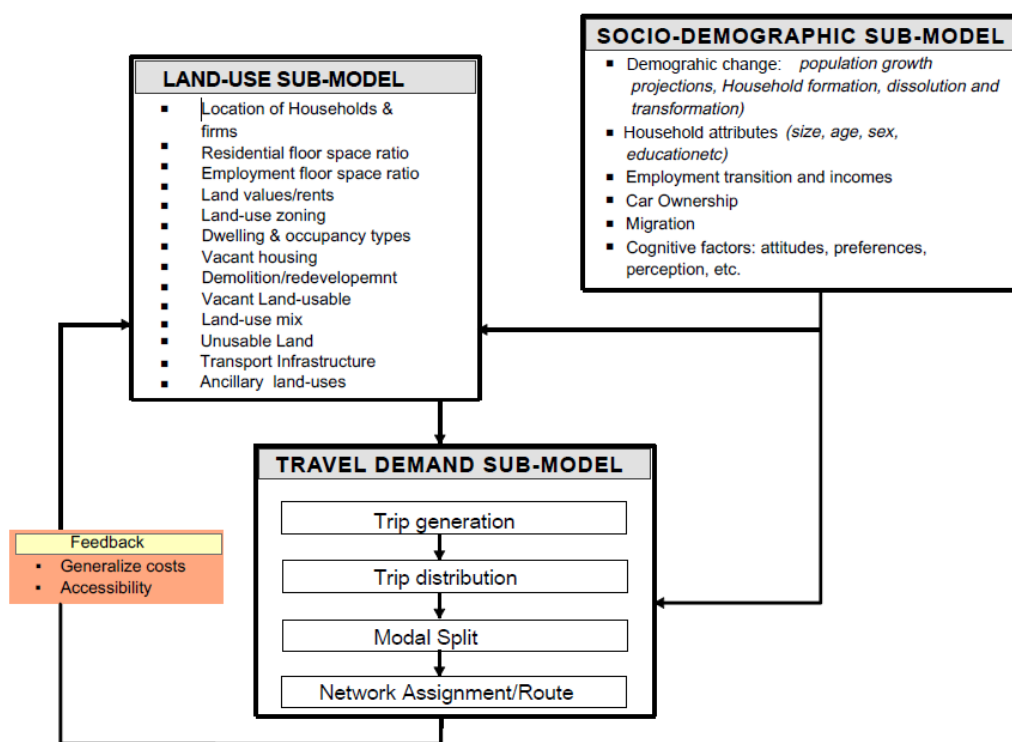 LAND-USE SUB-MODEL
Location of Households &
firms
Residential floor space ratio
Employment floor space ratio
Land values/rents
Land-use zoning
Dwelling & occupancy types
Vacant housing
Demolition/redevelopemnt
Vacant Land-usable
Land-use mix
Unusable Land
Transport Infrastructure
Ancillary land-uses
SOCIO-DEMOGRAPHIC SUB-MODEL
Demograhic change: population growth
projections, Household formation, dissolution and
transformation)
Household attributes (size, age, sex,
educationetc)
Employment transition and incomes
Car Ownership
Migration
Cognitive factors: attitudes, preferences,
perception, etc.
TRAVEL DEMAND SUB-MODEL
Trip generation
Trip distribution
Modal Split
Network Assignment/Route
Feedback
Generalize costs
Accessibility